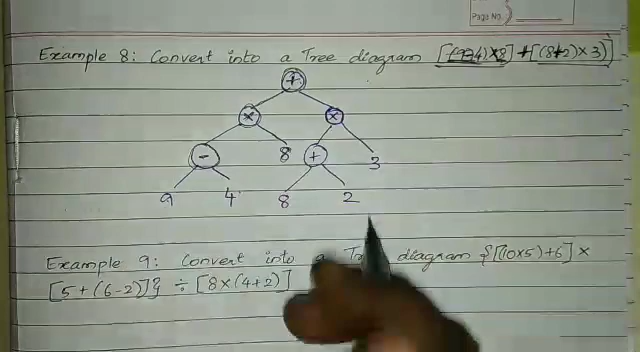 Page No.
Example 8: Convert into a Tree diagram [(9-4)×8] + [(8+2)×3)]
+
× ×
- 8 + 3
9 4 8 2
Example 9: Convert into a Tree diagram {[(10×5)+6] ×
[5+(6-2)]} ÷ [8×(4+2)]